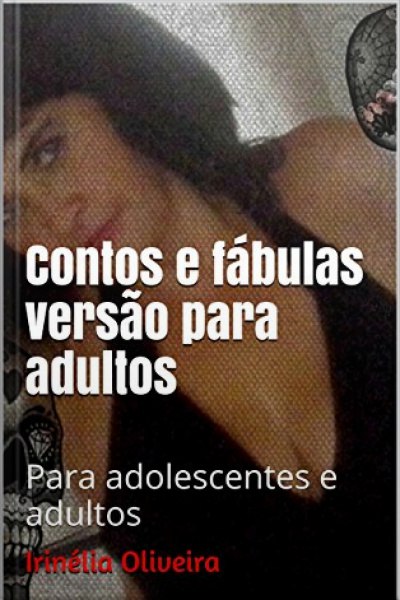 Contos e fábulas
versão para
adultos
Para adolescentes e
adultos
Irinélia Oliveira